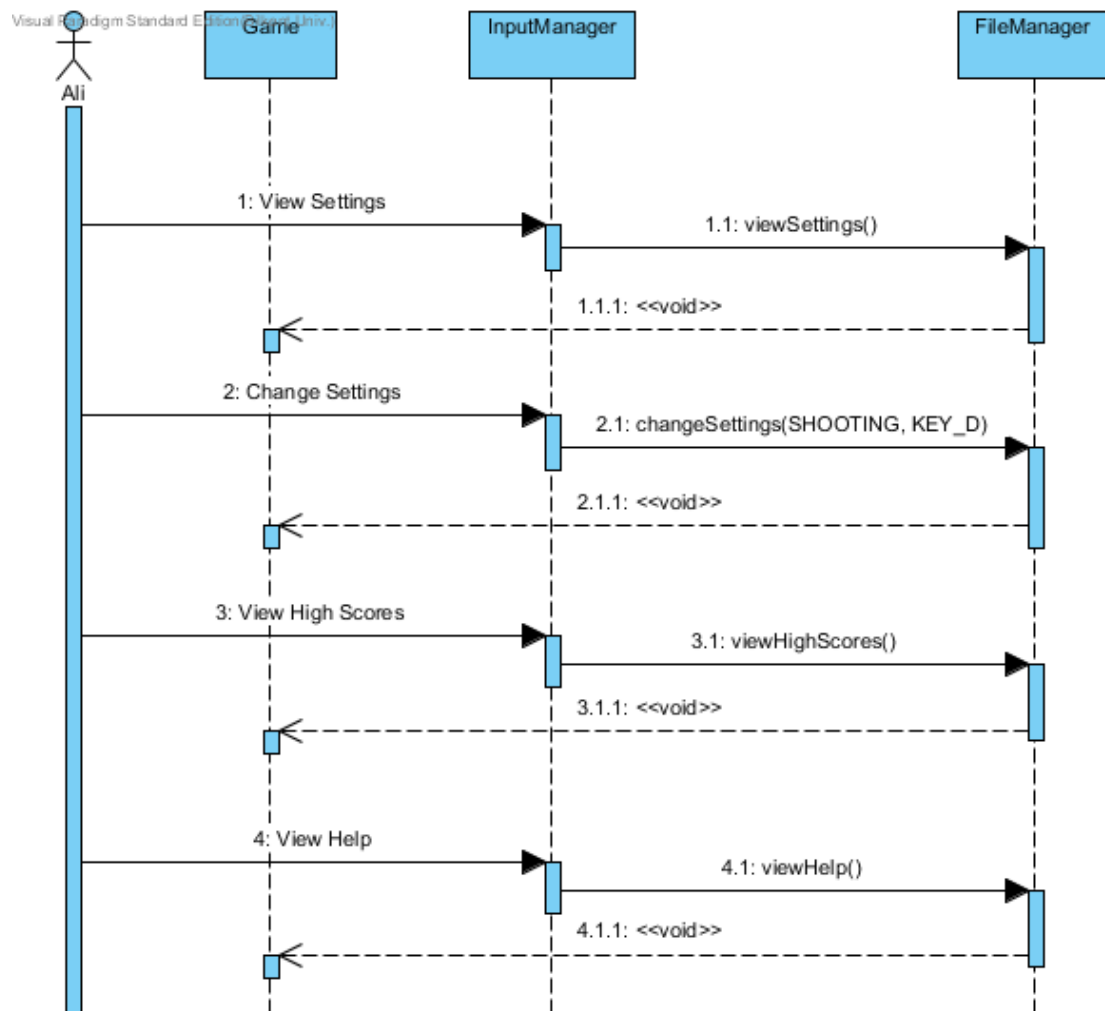 Visual Paradigm Standard Edition(Bilkent Univ.)
Game
InputManager
FileManager
Ali
1: View Settings
1.1: viewSettings()
1.1.1: <<void>>
2: Change Settings
2.1: changeSettings(SHOOTING, KEY_D)
2.1.1: <<void>>
3: View High Scores
3.1: viewHighScores()
3.1.1: <<void>>
4: View Help
4.1: viewHelp()
4.1.1: <<void>>